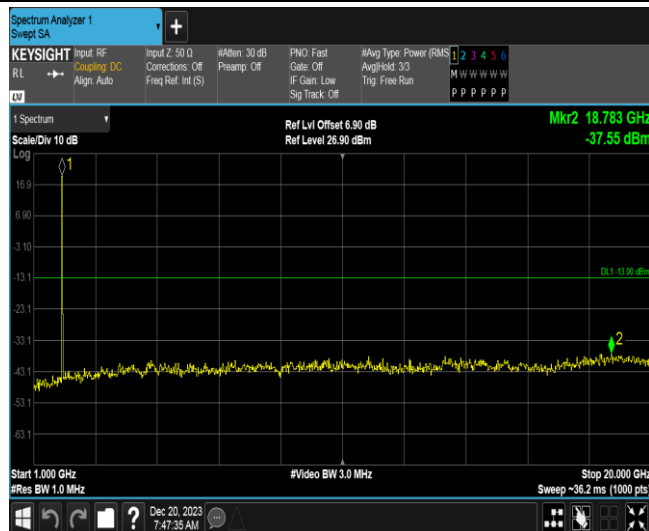 Spectrum Analyzer 1
Swept SA
+
KEYSIGHT
RL
LXI
Input: RF
Coupling: DC
Align: Auto
Input Z: 50 Ω
Corrections: Off
Freq Ref: Int (S)
#Atten: 30 dB
Preamp: Off
PNO: Fast
Gate: Off
IF Gain: Low
Sig Track: Off
#Avg Type: Power (RMS
Avg|Hold: 3/3
Trig: Free Run
1 2 3 4 5 6
M W W W W W
P P P P P P
1 Spectrum
Scale/Div 10 dB
Log
Ref Lvl Offset 6.90 dB
Ref Level 26.90 dBm
Mkr2 18.783 GHz
-37.55 dBm
1
16.9
6.90
-3.10
-13.1
DL1 -13.00 dBm
-23.1
-33.1
2
-43.1
-53.1
-63.1
Start 1.000 GHz
#Res BW 1.0 MHz
#Video BW 3.0 MHz
Stop 20.000 GHz
Sweep ~36.2 ms (1000 pts)
?
Dec 20, 2023
7:47:35 AM